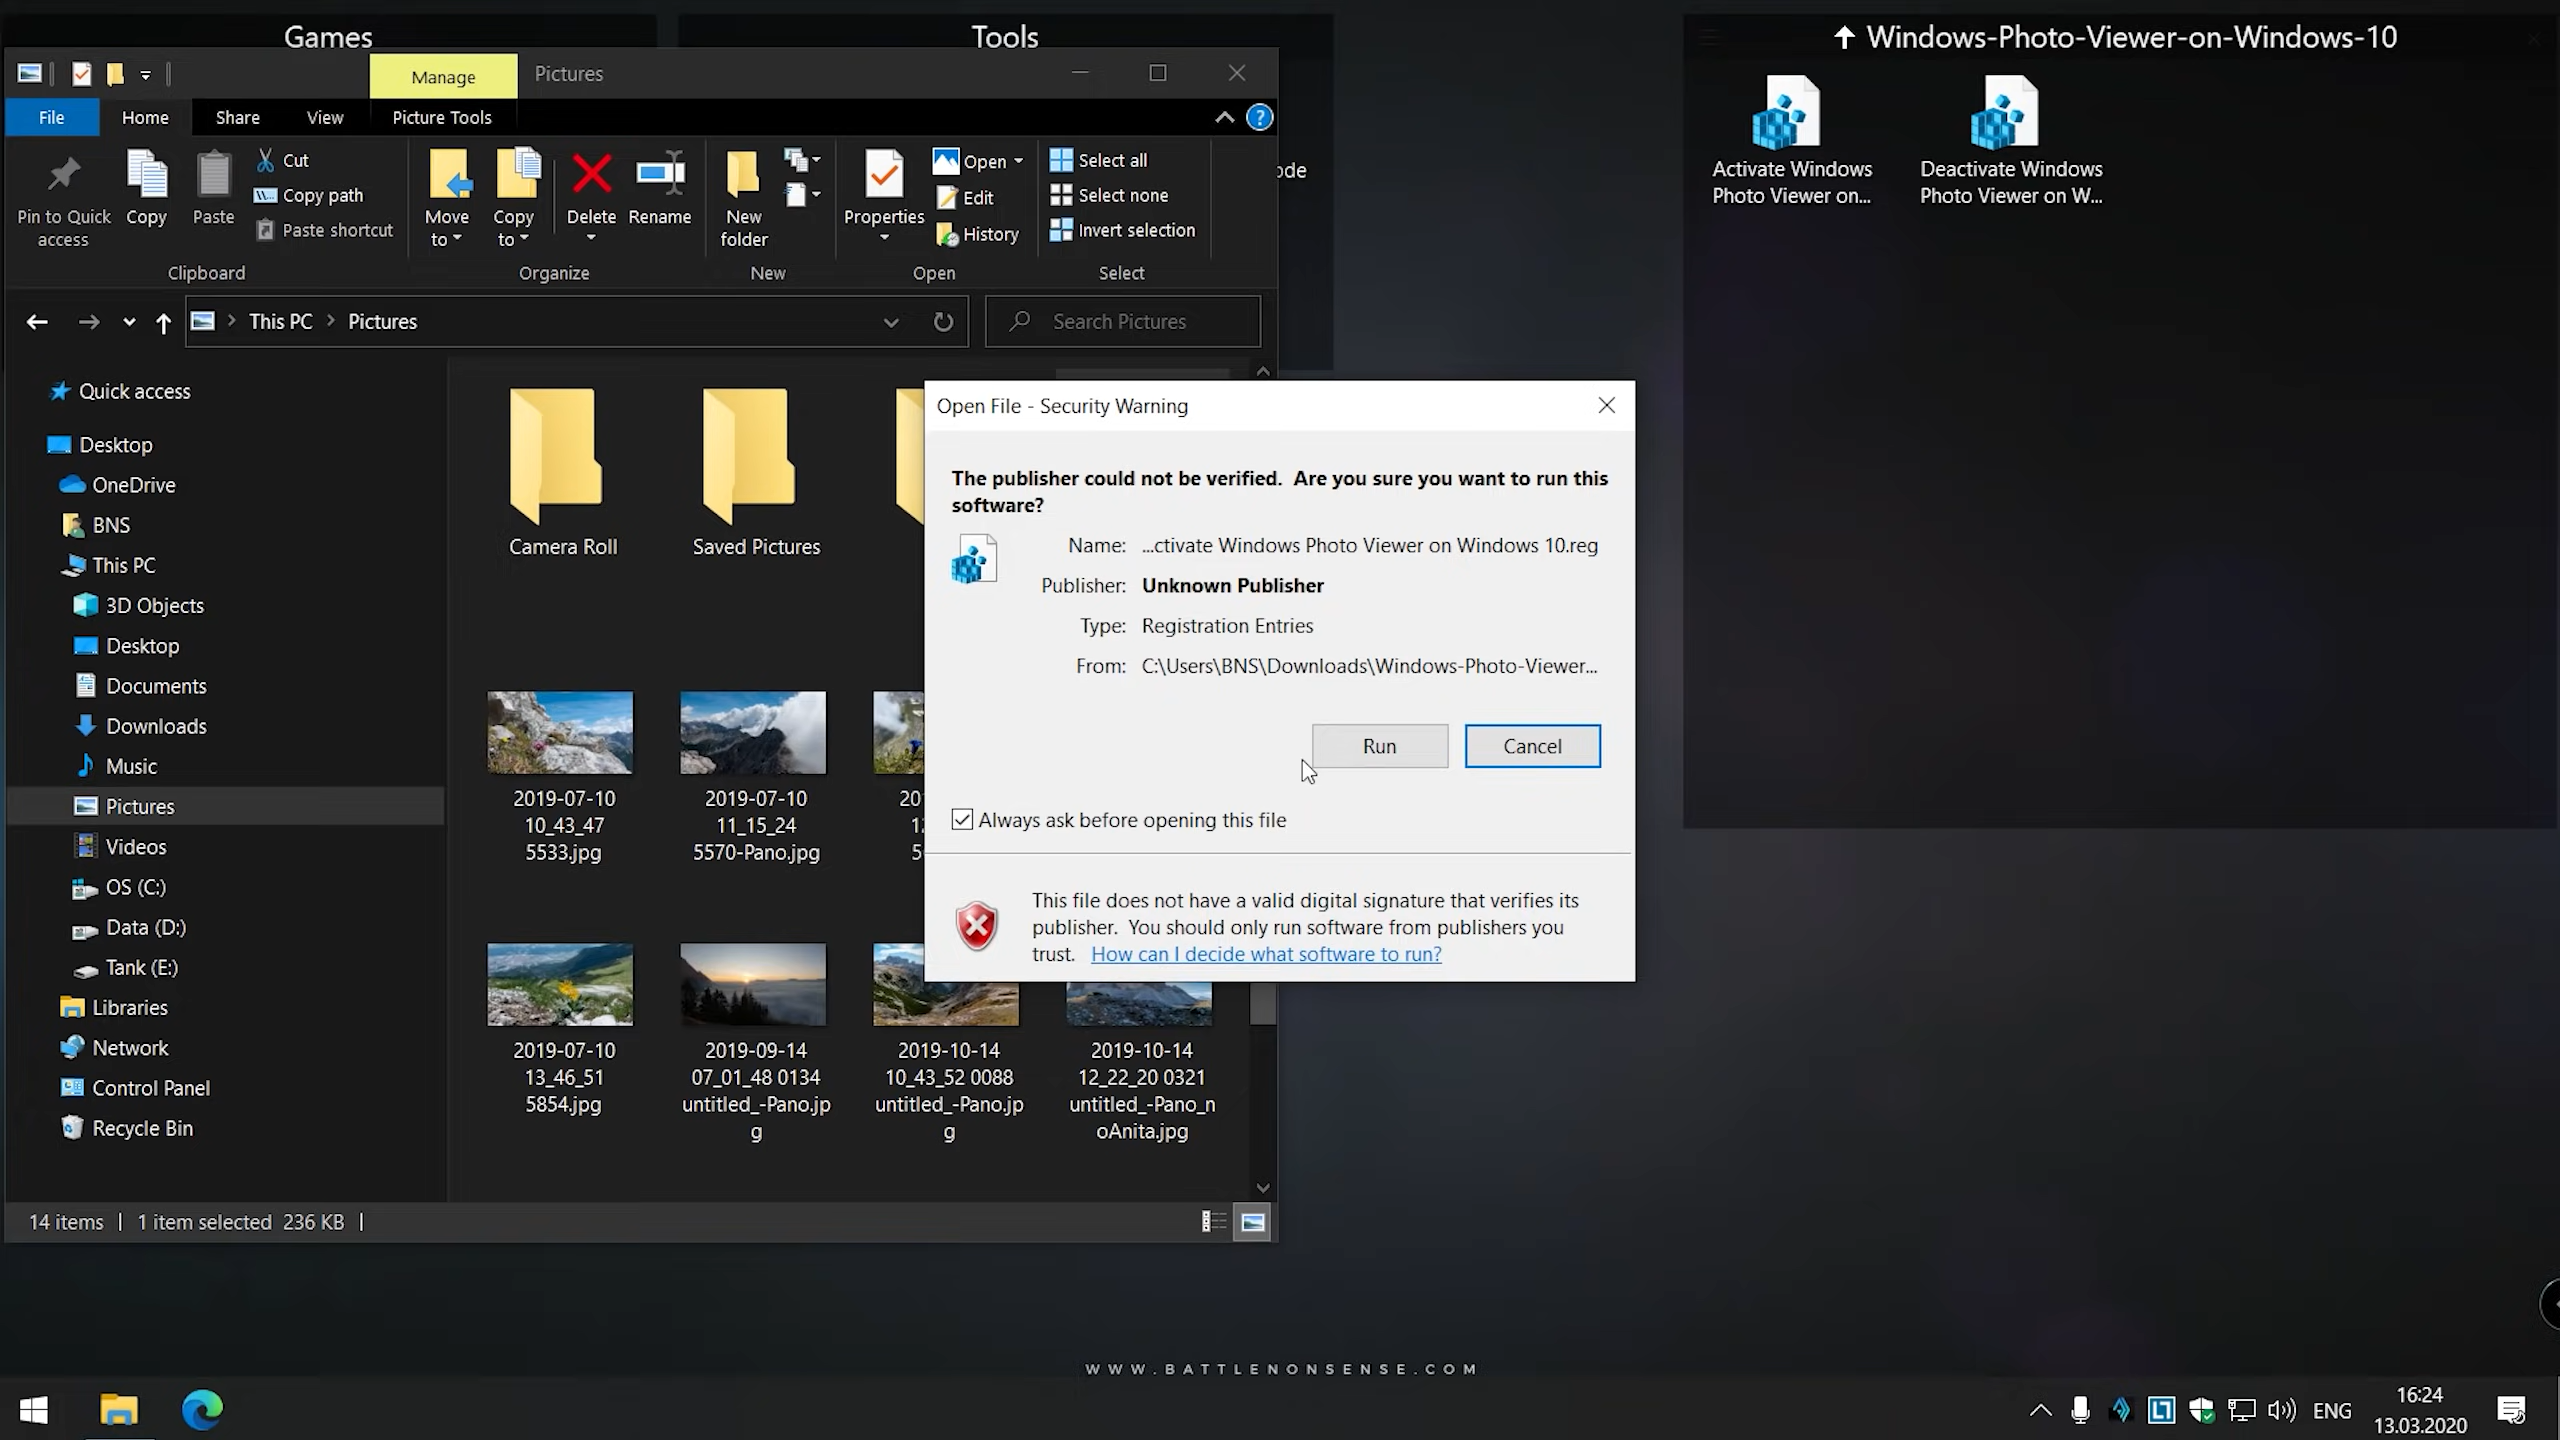 Games
Tools
Windows-Photo-Viewer-on-Windows-10
Manage
Pictures
File
Home
Share
View
Picture Tools
Pin to Quick
access
Copy
Paste
Cut
Copy path
Paste shortcut
Clipboard
Move
to
Copy
to
Delete
Rename
Organize
New
folder
New
Properties
Open
Edit
History
Open
Select all
Select none
Invert selection
Select
ode
Activate Windows
Photo Viewer on...
Deactivate Windows
Photo Viewer on W...
This PC
Pictures
Search Pictures
Quick access
Desktop
OneDrive
BNS
This PC
3D Objects
Desktop
Documents
Downloads
Music
Pictures
Videos
OS (C:)
Data (D:)
Tank (E:)
Libraries
Network
Control Panel
Recycle Bin
Camera Roll
Saved Pictures
2019-07-10
10_43_47
5533.jpg
2019-07-10
11_15_24
5570-Pano.jpg
20
12
5
2019-07-10
13_46_51
5854.jpg
2019-09-14
07_01_48 0134
untitled_-Pano.jp
g
2019-10-14
10_43_52 0088
untitled_-Pano.jp
g
2019-10-14
12_22_20 0321
untitled_-Pano_n
oAnita.jpg
14 items
1 item selected 236 KB
Open File - Security Warning
The publisher could not be verified. Are you sure you want to run this
software?
Name: ...ctivate Windows Photo Viewer on Windows 10.reg
Publisher: Unknown Publisher
Type: Registration Entries
From: C:\Users\BNS\Downloads\Windows-Photo-Viewer...
Run
Cancel
Always ask before opening this file
This file does not have a valid digital signature that verifies its
publisher. You should only run software from publishers you
trust. How can I decide what software to run?
WWW.BATTLENONSENSE.COM
ENG
16:24
13.03.2020